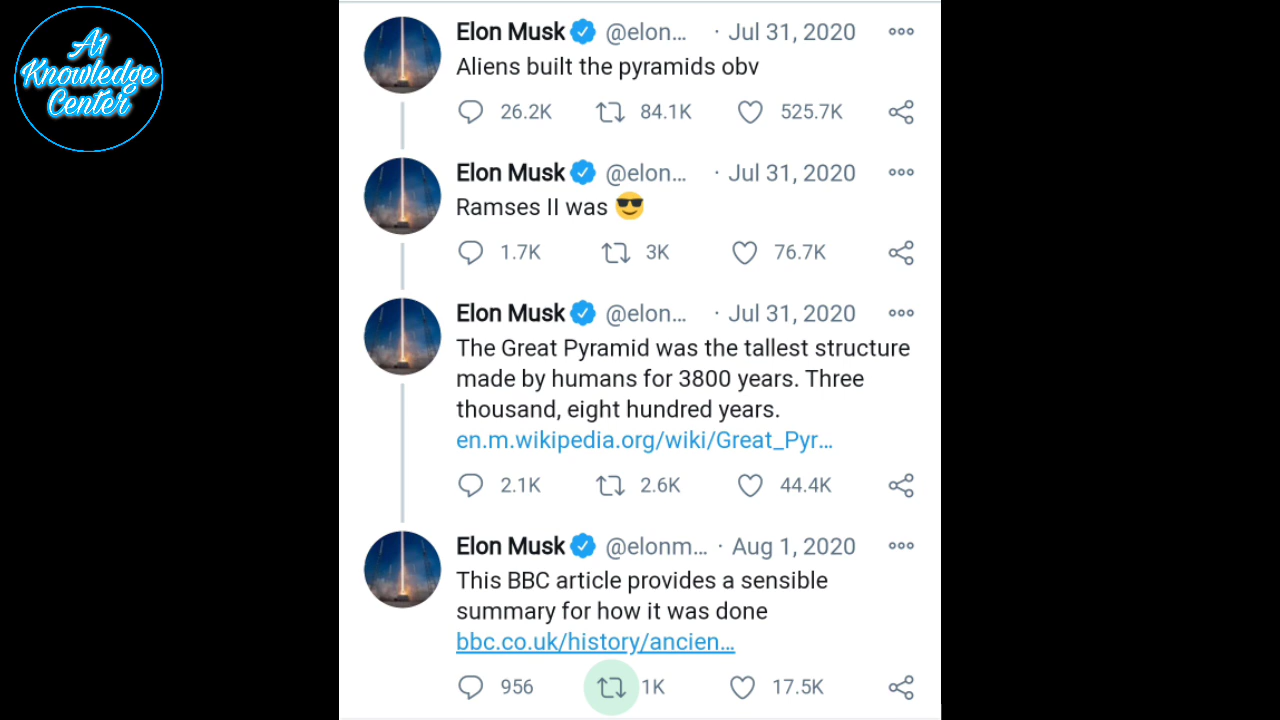 A1
Knowledge
Center
Elon Musk @elon... · Jul 31, 2020
Aliens built the pyramids obv
26.2K 84.1K 525.7K
Elon Musk @elon... · Jul 31, 2020
Ramses II was 😎
1.7K 3K 76.7K
Elon Musk @elon... · Jul 31, 2020
The Great Pyramid was the tallest structure
made by humans for 3800 years. Three
thousand, eight hundred years.
en.m.wikipedia.org/wiki/Great_Pyr...
2.1K 2.6K 44.4K
Elon Musk @elonm... · Aug 1, 2020
This BBC article provides a sensible
summary for how it was done
bbc.co.uk/history/ancien...
956 1K 17.5K